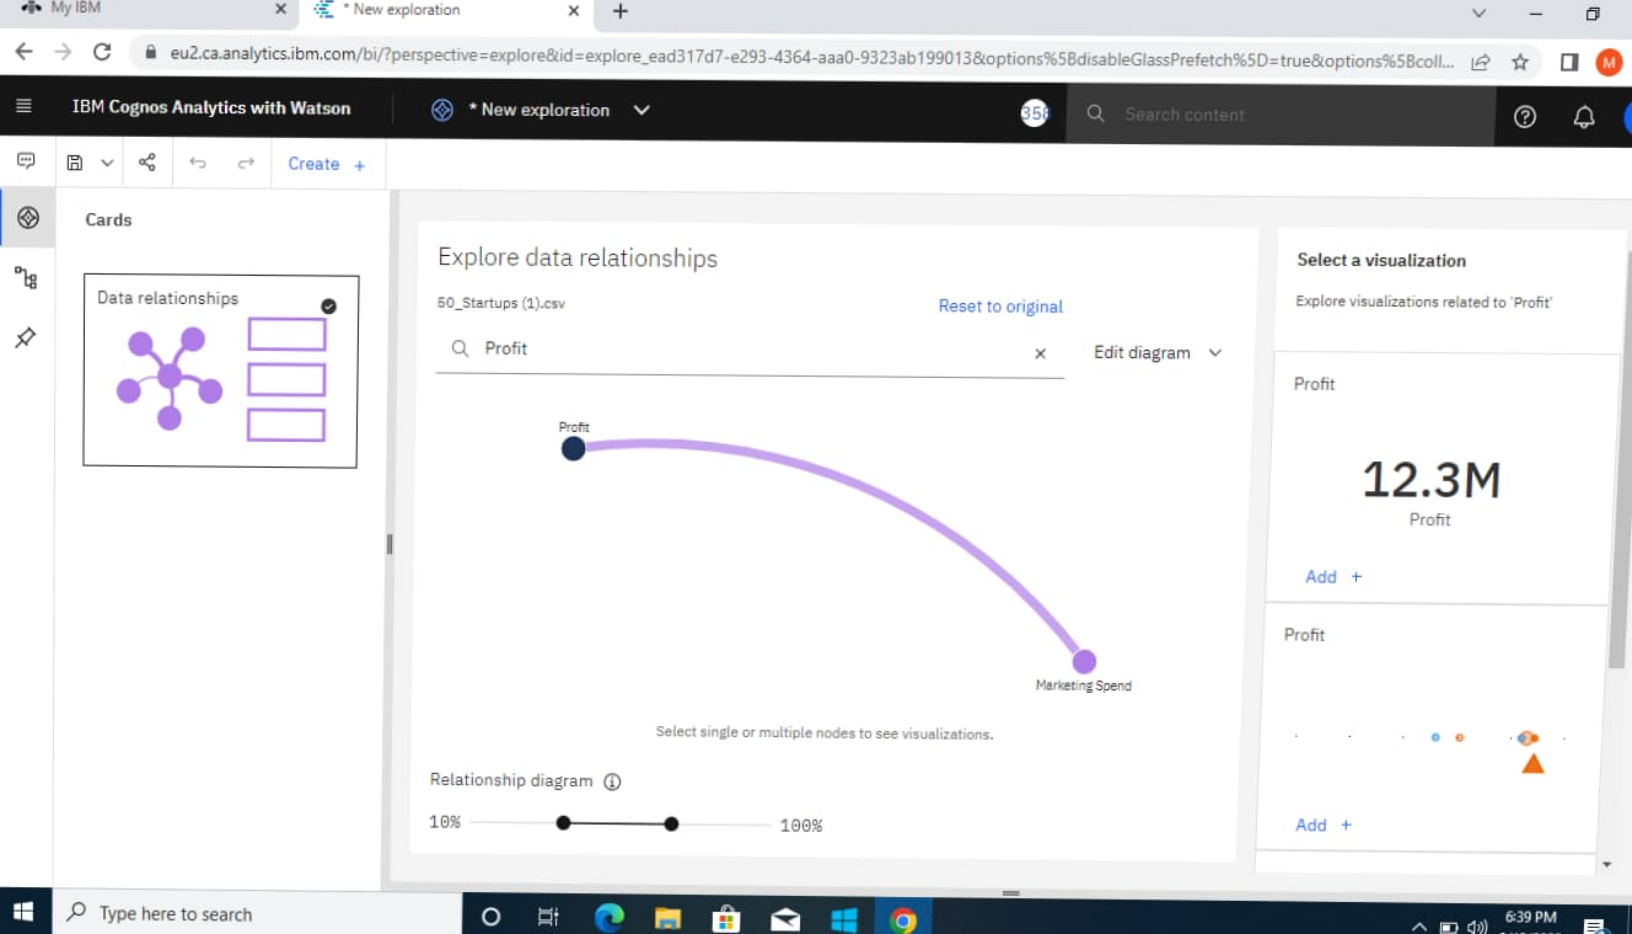 My IBM
* New exploration
eu2.ca.analytics.ibm.com/bi/?perspective=explore&id=explore_ead317d7-e293-4364-aaa0-9323ab199013&options%5BdisableGlassPrefetch%5D=true&options%5Bcoll...
M
IBM Cognos Analytics with Watson
* New exploration
358
Search content
Create +
Cards
Data relationships
Explore data relationships
50_Startups (1).csv
Reset to original
Profit
Edit diagram
Profit
Marketing Spend
Select single or multiple nodes to see visualizations.
Relationship diagram
10%
100%
Select a visualization
Explore visualizations related to 'Profit'
Profit
12.3M
Profit
Add +
Profit
Add +
Type here to search
6:39 PM